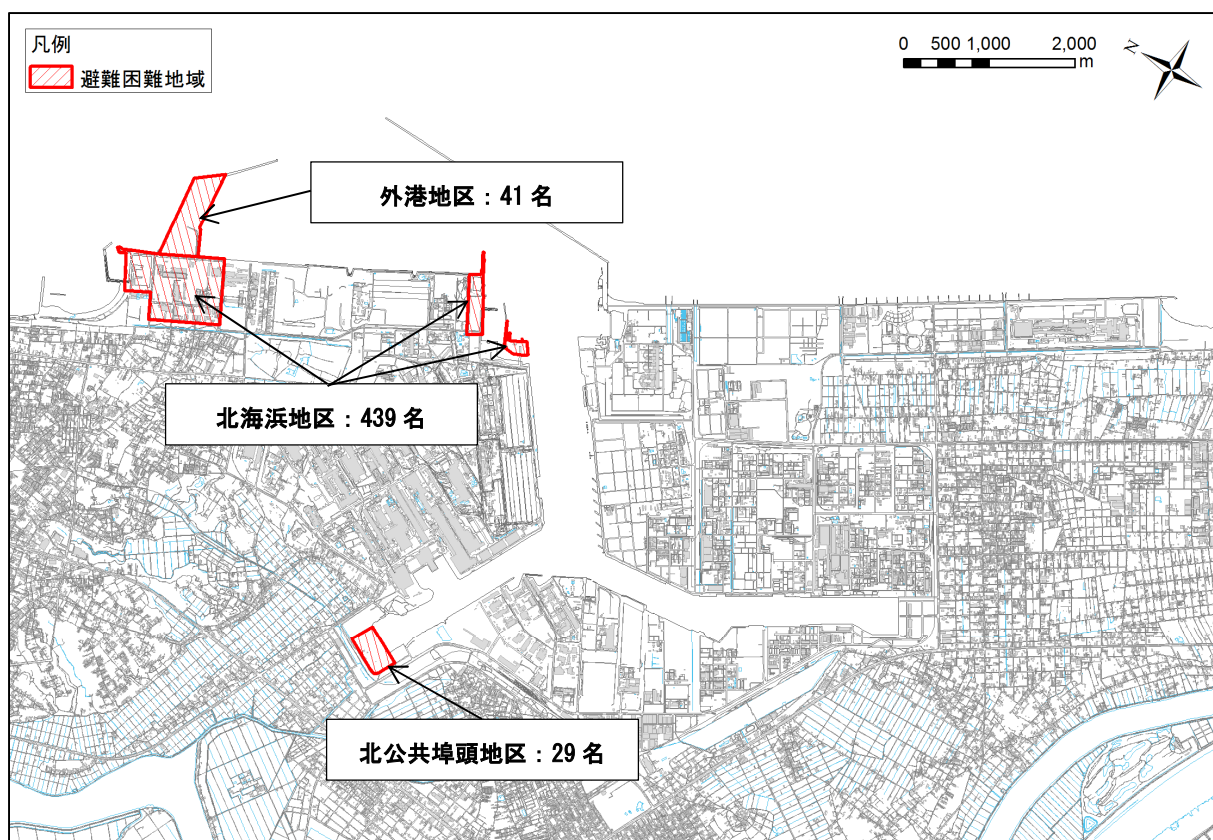 凡例
避難困難地域
0 500 1,000 2,000
m
N
外港地区：41 名
北海浜地区：439 名
北公共埠頭地区：29 名